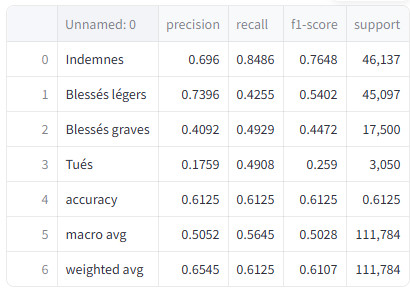 Unnamed: 0 precision recall f1-score support
0 Indemnes 0.696 0.8486 0.7648 46,137
1 Blessés légers 0.7396 0.4255 0.5402 45,097
2 Blessés graves 0.4092 0.4929 0.4472 17,500
3 Tués 0.1759 0.4908 0.259 3,050
4 accuracy 0.6125 0.6125 0.6125 0.6125
5 macro avg 0.5052 0.5645 0.5028 111,784
6 weighted avg 0.6545 0.6125 0.6107 111,784